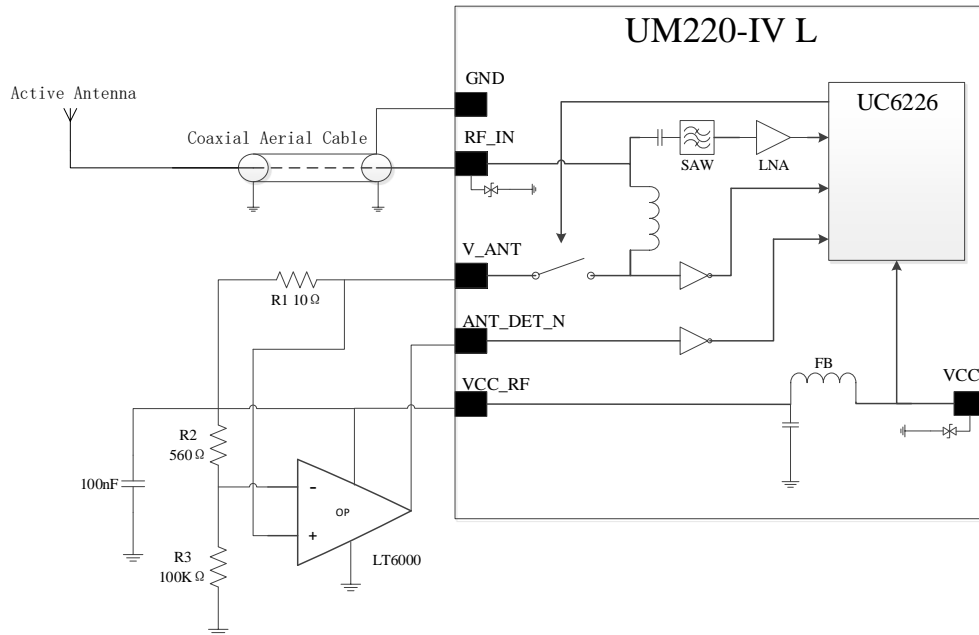 UM220-IV L
GND
UC6226
Active Antenna
Coaxial Aerial Cable
RF_IN
SAW
LNA
V_ANT
R1 10Ω
ANT_DET_N
FB
VCC_RF
VCC
R2
560Ω
100nF
-
OP
+
LT6000
R3
100KΩ